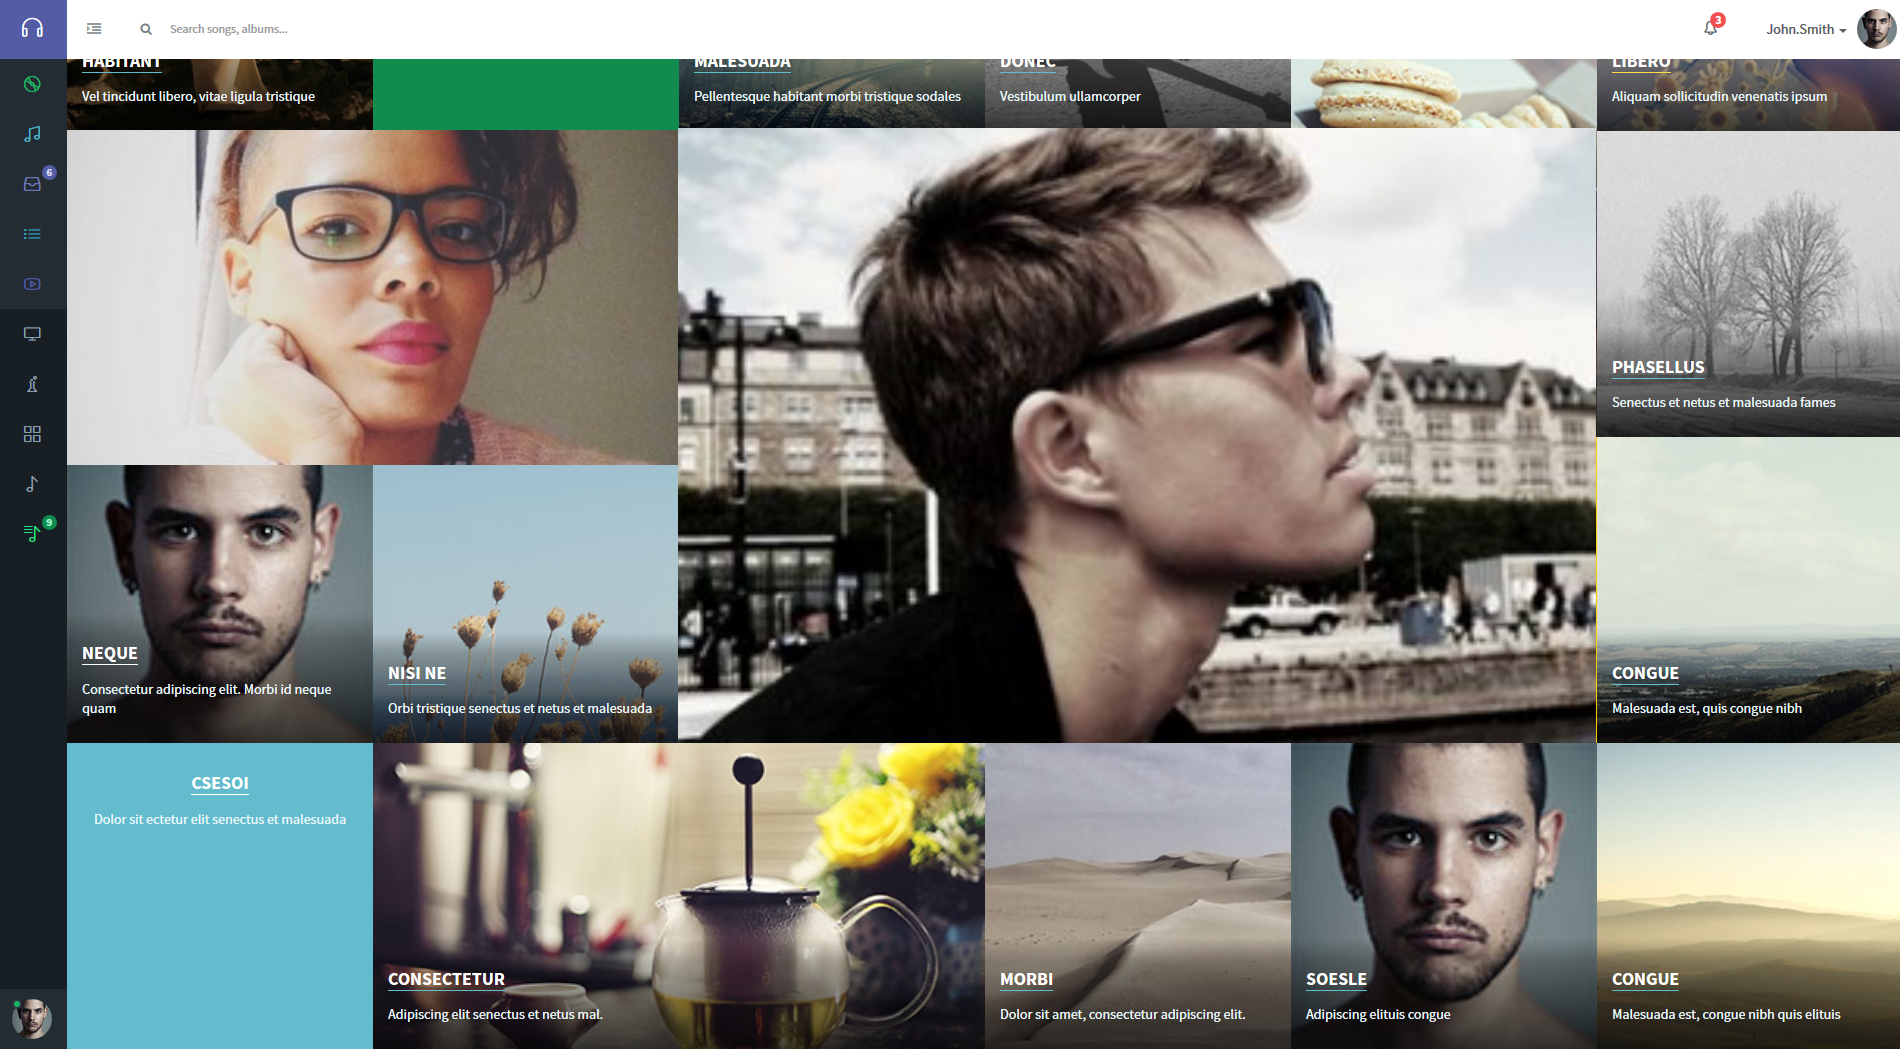 Search songs, albums...
3
John.Smith
HABITANT
Vel tincidunt libero, vitae ligula tristique
MALESUADA
Pellentesque habitant morbi tristique sodales
DONEC
Vestibulum ullamcorper
LIBERO
Aliquam sollicitudin venenatis ipsum
6
9
PHASELLUS
Senectus et netus et malesuada fames
NEQUE
Consectetur adipiscing elit. Morbi id neque
quam
NISI NE
Orbi tristique senectus et netus et malesuada
CONGUE
Malesuada est, quis congue nibh
CSESOI
Dolor sit ectetur elit senectus et malesuada
CONSECTETUR
Adipiscing elit senectus et netus mal.
MORBI
Dolor sit amet, consectetur adipiscing elit.
SOESLE
Adipiscing elituis congue
CONGUE
Malesuada est, congue nibh quis elituis